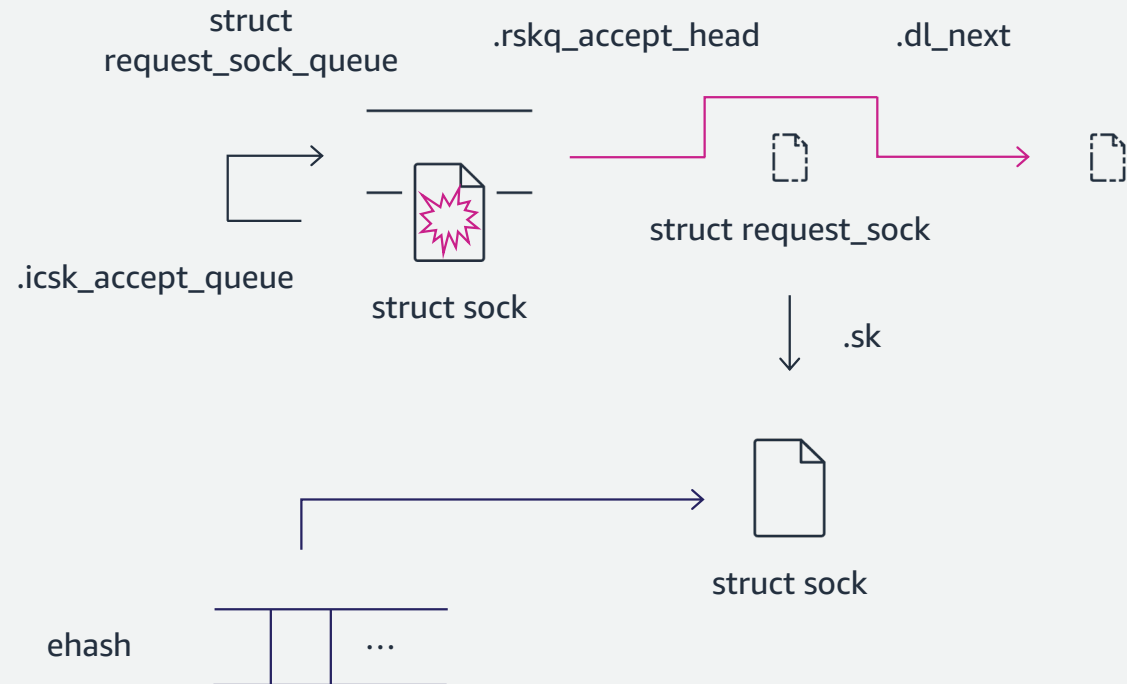 struct
request_sock_queue
.rskq_accept_head
.dl_next
struct request_sock
.icsk_accept_queue
struct sock
.sk
struct sock
ehash
...